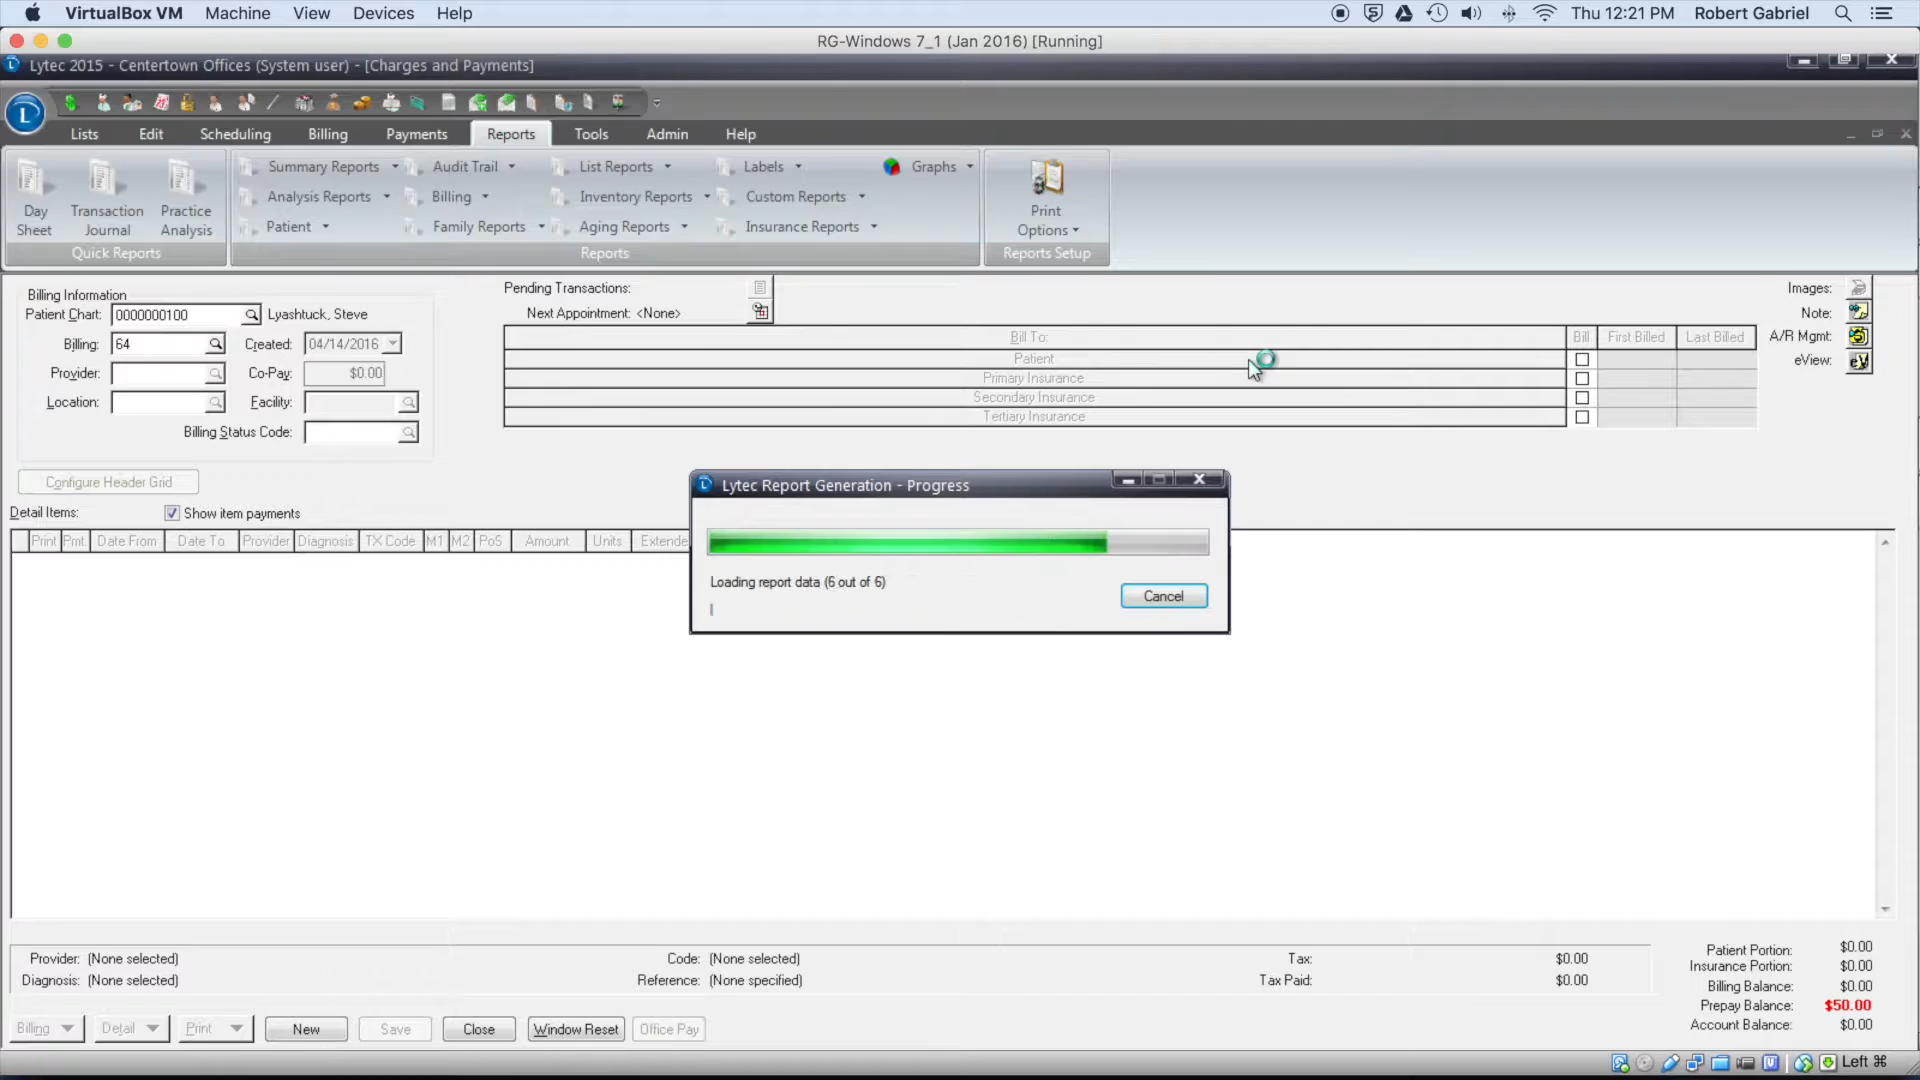 VirtualBox VM Machine View Devices Help Thu 12:21 PM Robert Gabriel
RG-Windows 7_1 (Jan 2016) [Running]
Lytec 2015 - Centertown Offices (System user) - [Charges and Payments]
Lists Edit Scheduling Billing Payments Reports Tools Admin Help
Summary Reports Audit Trail List Reports Labels Graphs
Analysis Reports Billing Inventory Reports Custom Reports
Patient Family Reports Aging Reports Insurance Reports
Day Sheet
Transaction Journal
Practice Analysis
Print Options
Quick Reports Reports Reports Setup
Billing Information
Patient Chart: 0000000100 Lyashtuck, Steve
Billing: 64 Created: 04/14/2016
Provider: Co-Pay: $0.00
Location: Facility:
Billing Status Code:
Pending Transactions:
Next Appointment: <None>
Bill To: Bill First Billed Last Billed
Patient
Primary Insurance
Secondary Insurance
Tertiary Insurance
Images:
Note:
A/R Mgmt:
eView:
Configure Header Grid
Detail Items: Show item payments
Print Pmt Date From Date To Provider Diagnosis TX Code M1 M2 PoS Amount Units Extende
Lytec Report Generation - Progress
Loading report data (6 out of 6)
Cancel
Provider: (None selected) Code: (None selected) Tax: $0.00
Diagnosis: (None selected) Reference: (None specified) Tax Paid: $0.00
Patient Portion: $0.00
Insurance Portion: $0.00
Billing Balance: $0.00
Prepay Balance: $50.00
Account Balance: $0.00
Billing Detail Print New Save Close Window Reset Office Pay
Left ⌘